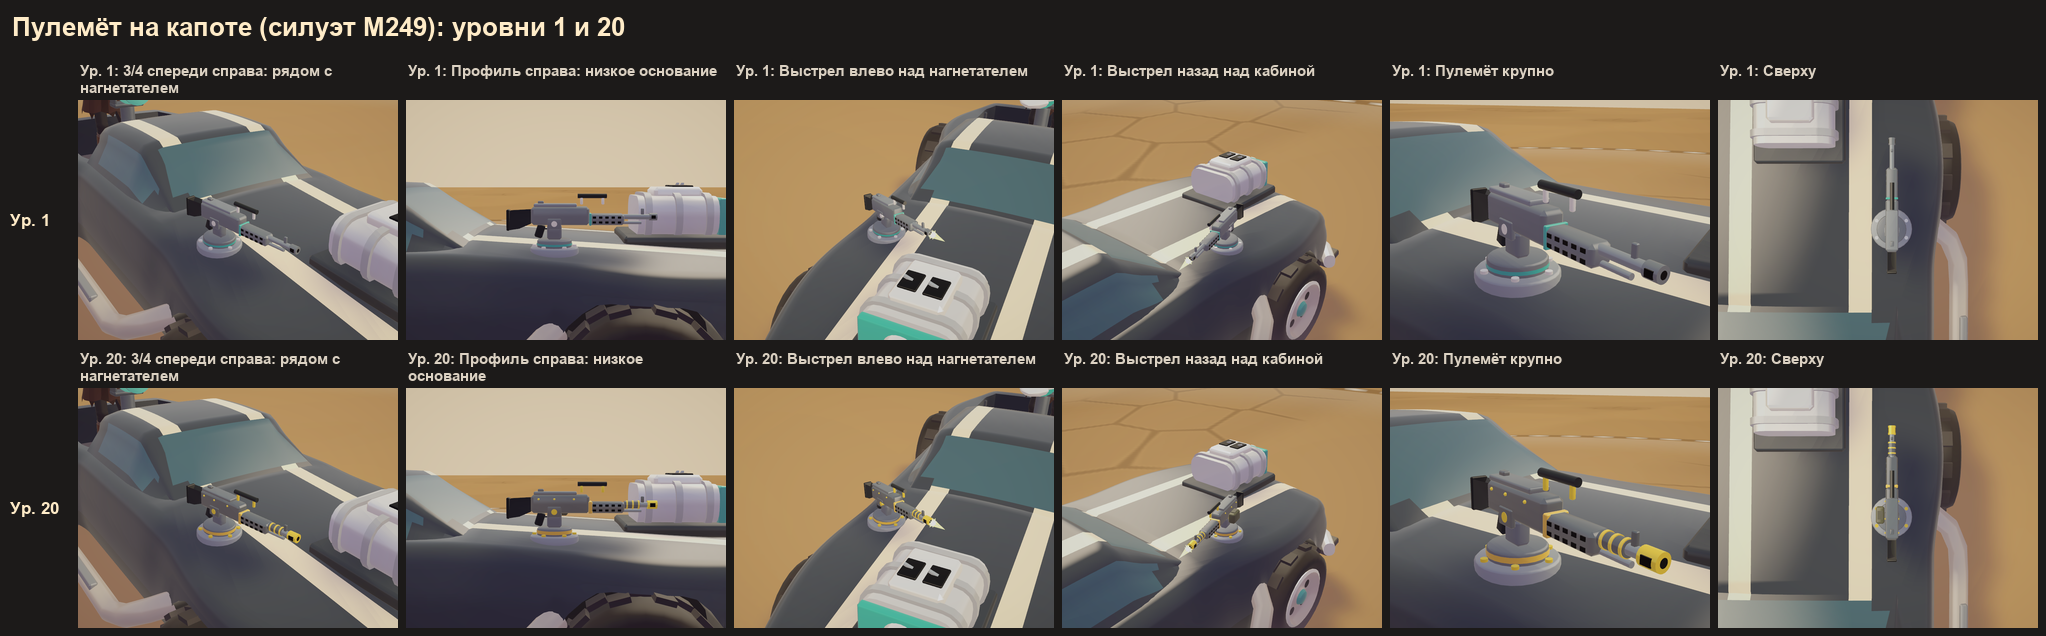 Пулемёт на капоте (силуэт M249): уровни 1 и 20
Ур. 1: 3/4 спереди справа: рядом с
нагнетателем
Ур. 1: Профиль справа: низкое основание
Ур. 1: Выстрел влево над нагнетателем
Ур. 1: Выстрел назад над кабиной
Ур. 1: Пулемёт крупно
Ур. 1: Сверху
Ур. 1
Ур. 20: 3/4 спереди справа: рядом с
нагнетателем
Ур. 20: Профиль справа: низкое
основание
Ур. 20: Выстрел влево над нагнетателем
Ур. 20: Выстрел назад над кабиной
Ур. 20: Пулемёт крупно
Ур. 20: Сверху
Ур. 20